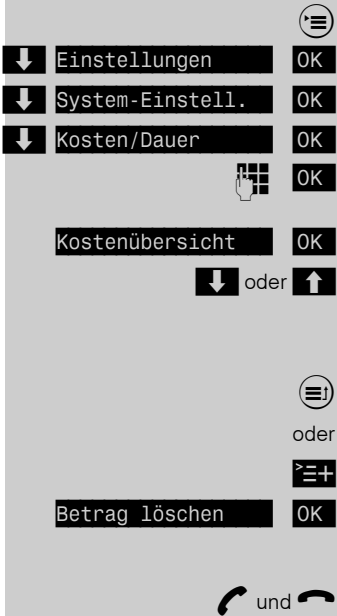 Einstellungen OK
System-Einstell. OK
Kosten/Dauer OK
OK
Kostenübersicht OK
oder
oder
Betrag löschen OK
und